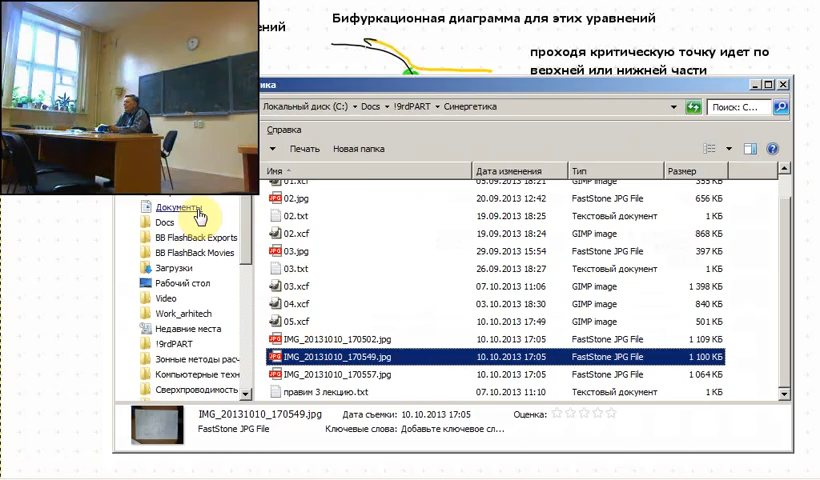 Бифуркационная диаграмма для этих уравнений
ений
проходя критическую точку идет по
верхней или нижней части
ика
Локальный диск (C:) Docs !9rdPART Синергетика
Поиск: С...
Справка
Печать Новая папка
Имя Дата изменения Тип Размер
01.xcf 05.09.2013 18:21 GIMP image 355 КБ
02.jpg 20.09.2013 12:42 FastStone JPG File 656 КБ
02.txt 19.09.2013 18:25 Текстовый документ 1 КБ
02.xcf 19.09.2013 18:24 GIMP image 868 КБ
03.jpg 29.09.2013 15:54 FastStone JPG File 397 КБ
03.txt 26.09.2013 18:27 Текстовый документ 1 КБ
03.xcf 07.10.2013 11:06 GIMP image 1 398 КБ
04.xcf 03.10.2013 18:30 GIMP image 840 КБ
05.xcf 10.10.2013 17:49 GIMP image 501 КБ
IMG_20131010_170502.jpg 10.10.2013 17:05 FastStone JPG File 1 109 КБ
IMG_20131010_170549.jpg 10.10.2013 17:05 FastStone JPG File 1 100 КБ
IMG_20131010_170557.jpg 10.10.2013 17:05 FastStone JPG File 1 064 КБ
правин 3 лекцию.txt 07.10.2013 11:10 Текстовый документ 1 КБ
Документы
Docs
BB FlashBack Exports
BB FlashBack Movies
Загрузки
Рабочий стол
Video
Work_arhitech
Недавние места
!9rdPART
Зонные методы расч
Компьютерные техн
Сверхпроводимость
IMG_20131010_170549.jpg Дата съемки: 10.10.2013 17:05 Оценка:
FastStone JPG File Ключевые слова: Добавьте ключевое сл...